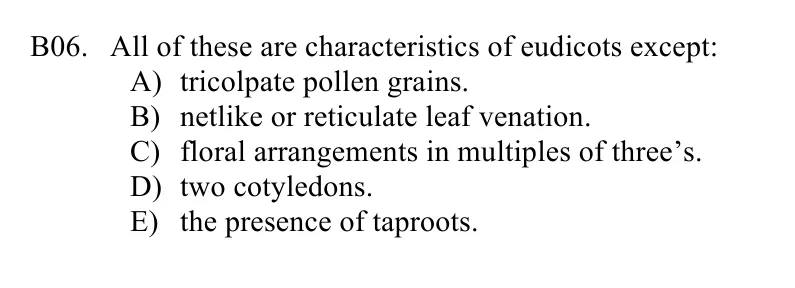 B06. All of these are characteristics of eudicots except:
A) tricolpate pollen grains.
B) netlike or reticulate leaf venation.
C) floral arrangements in multiples of three’s.
D) two cotyledons.
E) the presence of taproots.